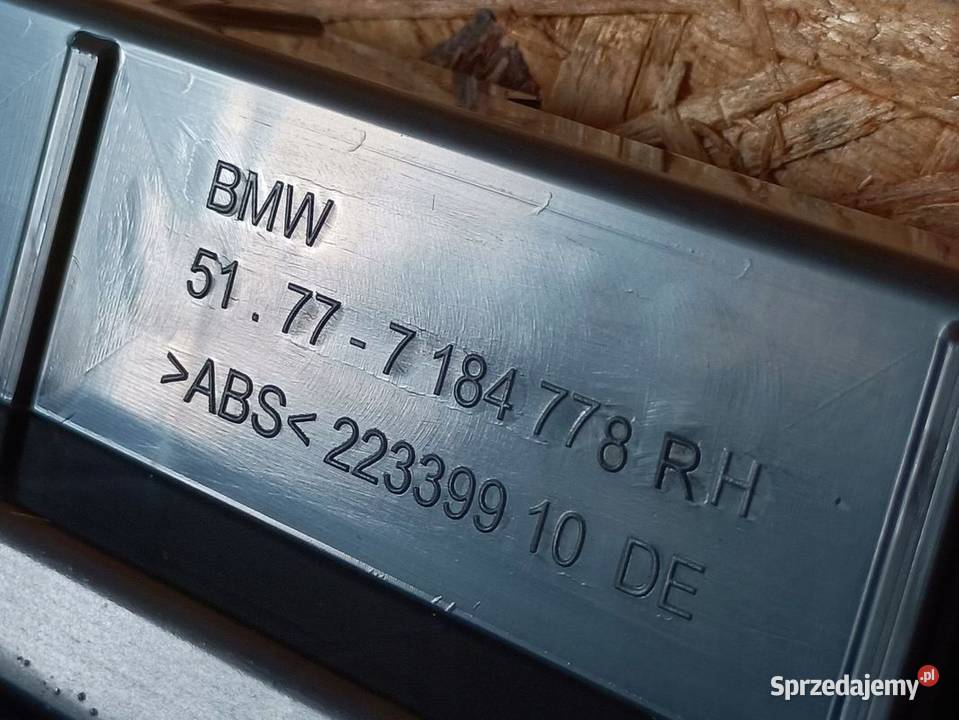 BMW
51 . 77 - 7 184 778 RH
>ABS< 223399 10 DE
Sprzedajemy.pl